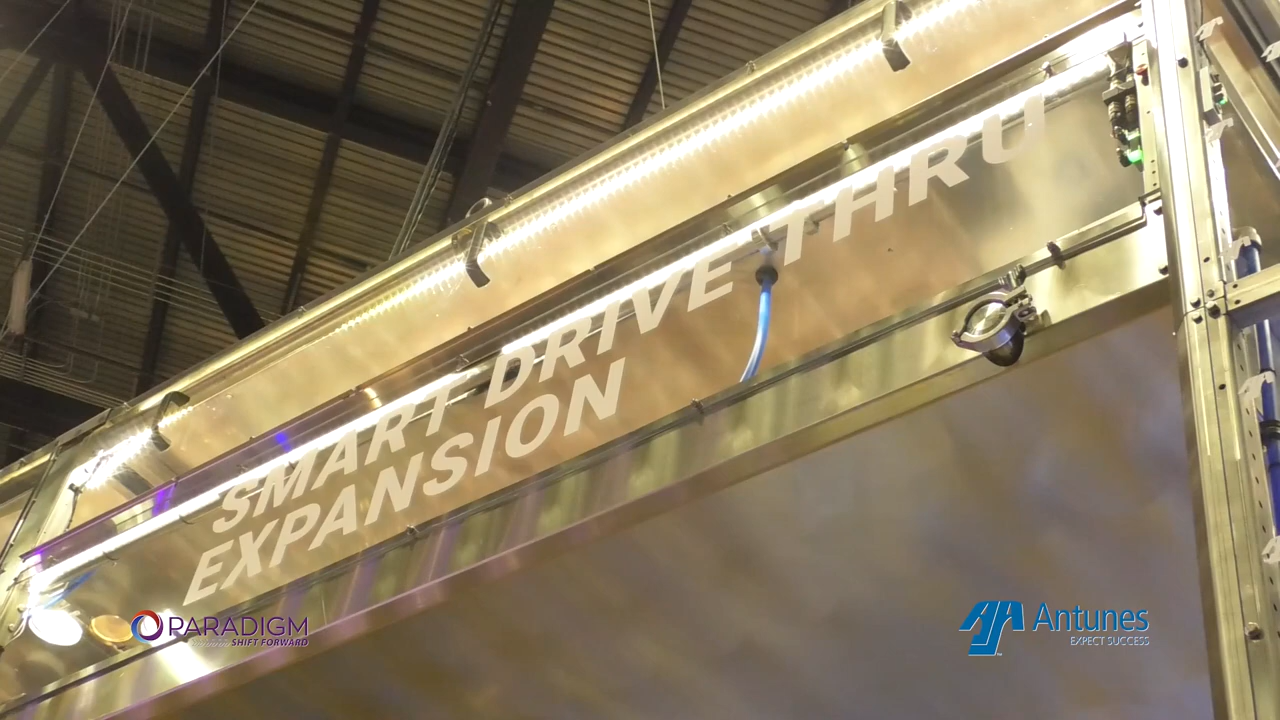 SMART DRIVE THRU
EXPANSION
PARADIGM
SHIFT FORWARD
Antunes
EXPECT SUCCESS